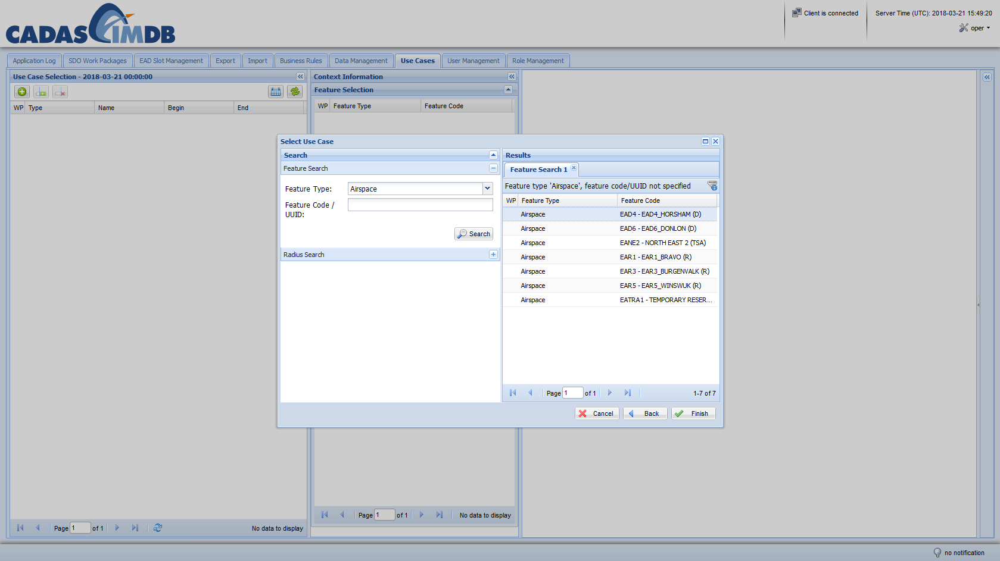 CADAS IMDB
Client is connected
Server Time (UTC): 2018-03-21 15:49:20
oper
Application Log SDO Work Packages EAD Slot Management Export Import Business Rules Data Management Use Cases User Management Role Management
Use Case Selection - 2018-03-21 00:00:00
WP Type Name Begin End
Context Information
Feature Selection
WP Feature Type Feature Code
Select Use Case
Search
Feature Search
Feature Type: Airspace
Feature Code /
UUID:
Search
Radius Search
Results
Feature Search 1
Feature type 'Airspace', feature code/UUID not specified
WP Feature Type Feature Code
Airspace EAD4 - EAD4_HORSHAM (D)
Airspace EAD6 - EAD6_DONLON (D)
Airspace EANE2 - NORTH EAST 2 (TSA)
Airspace EAR1 - EAR1_BRAVO (R)
Airspace EAR3 - EAR3_BURGENVALK (R)
Airspace EAR5 - EAR5_WINSWUK (R)
Airspace EATRA1 - TEMPORARY RESER...
Page 1 of 1 1-7 of 7
Cancel Back Finish
Page 1 of 1 No data to display
Page 1 of 1 No data to display
no notification